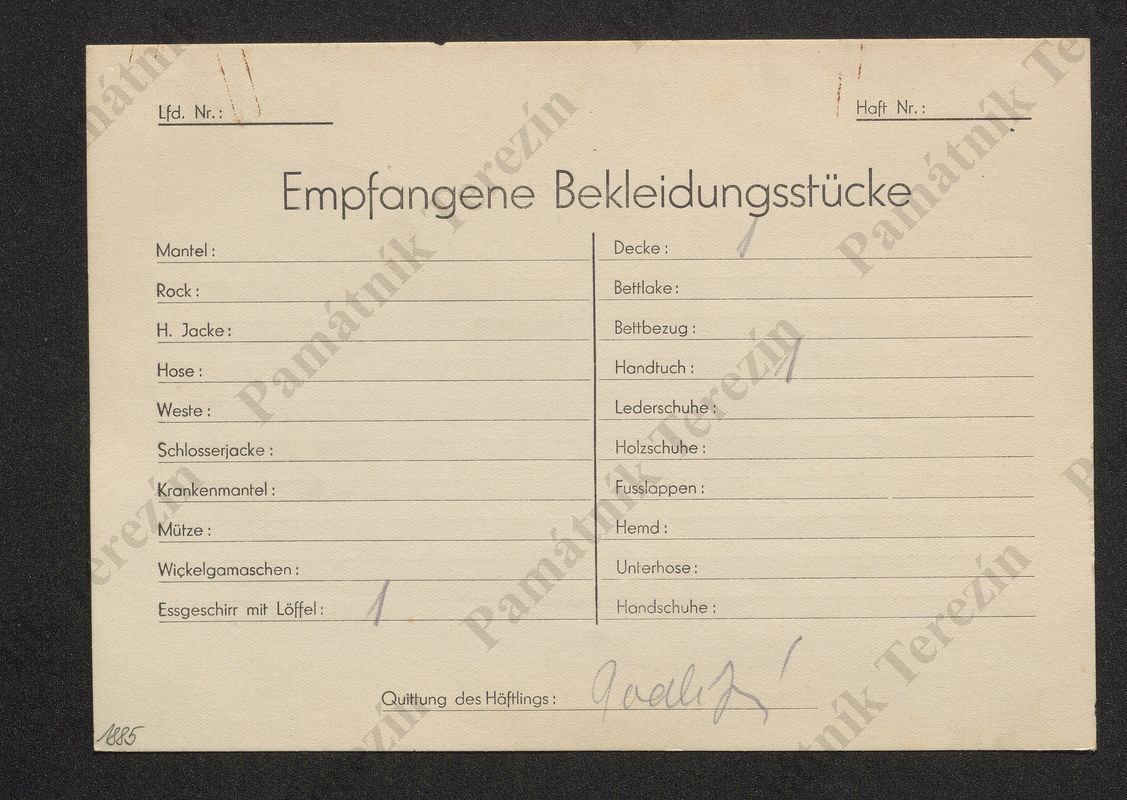 Lfd. Nr.:
Haft Nr.:
Empfangene Bekleidungsstücke
Mantel:
Rock:
H. Jacke:
Hose:
Weste:
Schlosserjacke:
Krankenmantel:
Mütze:
Wickelgamaschen:
Essgeschirr mit Löffel: 1
Decke: 1
Bettlake:
Bettbezug:
Handtuch: 1
Lederschuhe:
Holzschuhe:
Fusslappen:
Hemd:
Unterhose:
Handschuhe:
Quittung des Häftlings:
1885
Památník Terezín